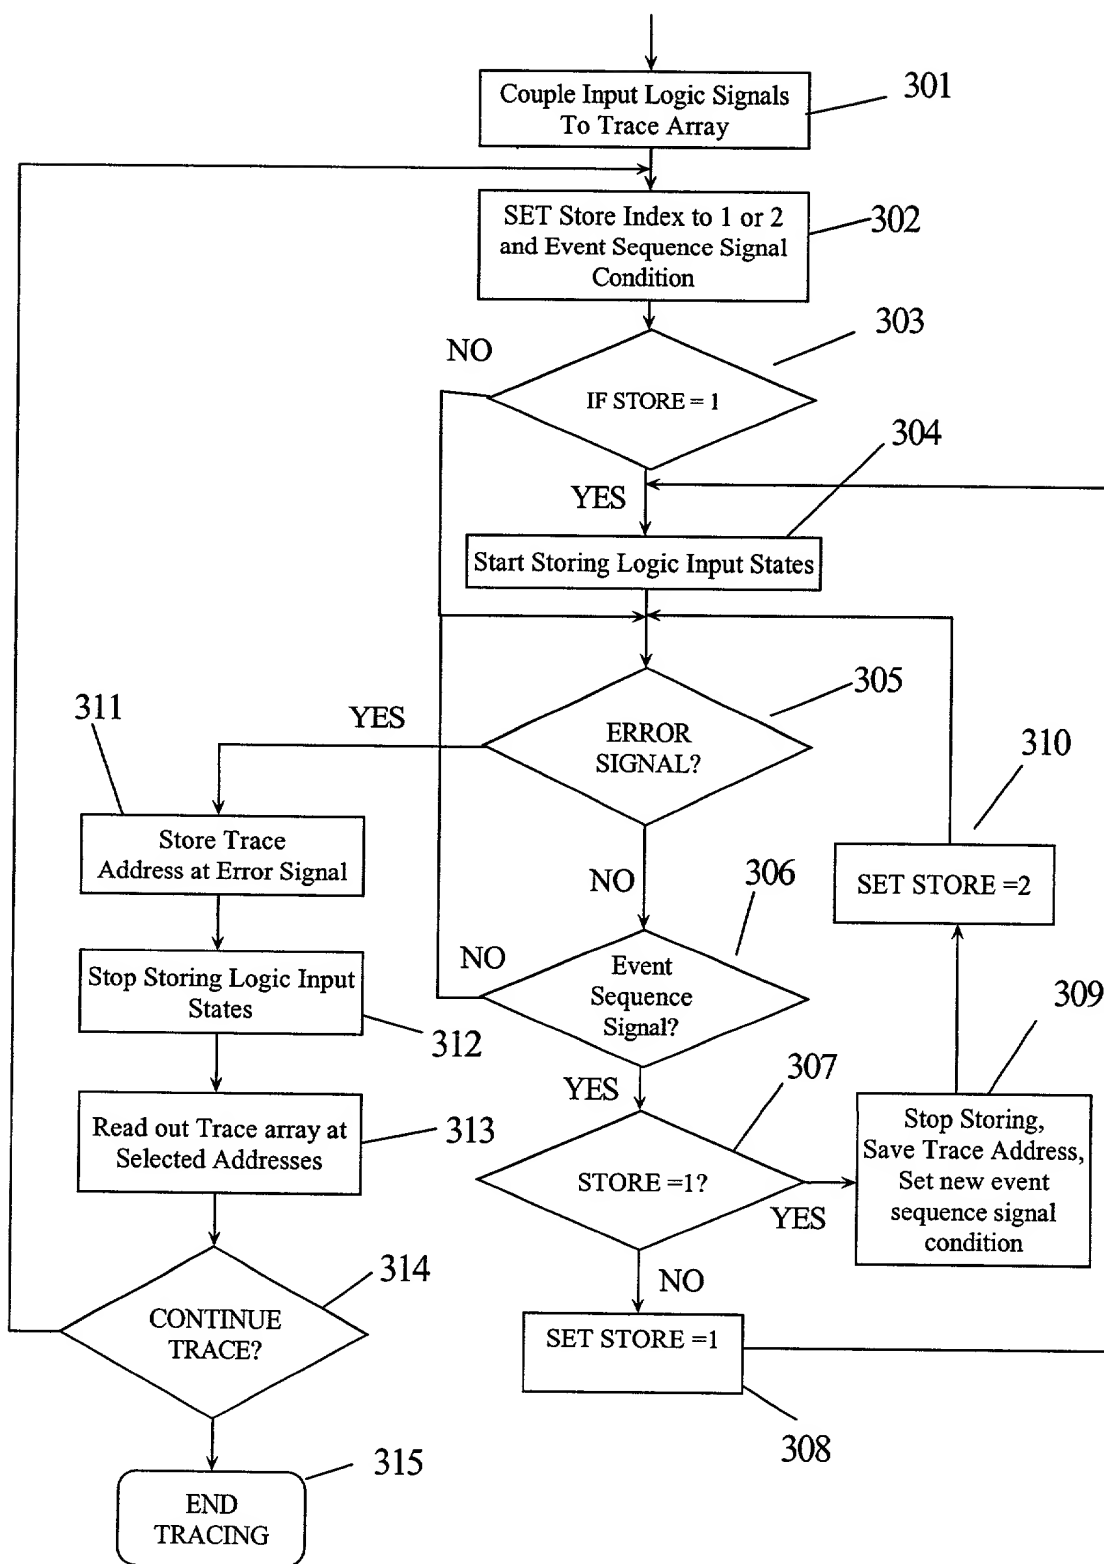 Couple Input Logic Signals
To Trace Array
301
SET Store Index to 1 or 2
and Event Sequence Signal
Condition
302
303
NO
IF STORE = 1
304
YES
Start Storing Logic Input States
305
311
YES
ERROR
SIGNAL?
310
Store Trace
Address at Error Signal
NO
306
SET STORE =2
Stop Storing Logic Input
States
NO
Event
Sequence
Signal?
309
312
YES
307
Read out Trace array at
Selected Addresses
313
STORE =1?
YES
Stop Storing,
Save Trace Address,
Set new event
sequence signal
condition
314
NO
CONTINUE
TRACE?
SET STORE =1
308
315
END
TRACING